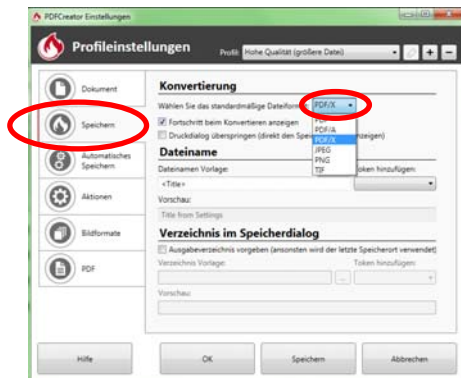 PDFCreator Einstellungen
Profileinstellungen Profil: Hohe Qualität (größere Datei)
Dokument
Speichern
Automatisches
Speichern
Aktionen
Bildformate
PDF
Konvertierung
Wählen Sie das standardmäßige Dateiformat: PDF/X
PDF
PDF/A
PDF/X
JPEG
PNG
TIF
Fortschritt beim Konvertieren anzeigen
Druckdialog überspringen (direkt den anzeigen)
Dateiname
Dateinamen Vorlage: Token hinzufügen:
<Title>
Vorschau:
Title from Settings
Verzeichnis im Speicherdialog
Ausgabeverzeichnis vorgeben (ansonsten wird der letzte Speicherort verwendet)
Verzeichnis Vorlage: Token hinzufügen:
...
Vorschau:
Hilfe OK Speichern Abbrechen